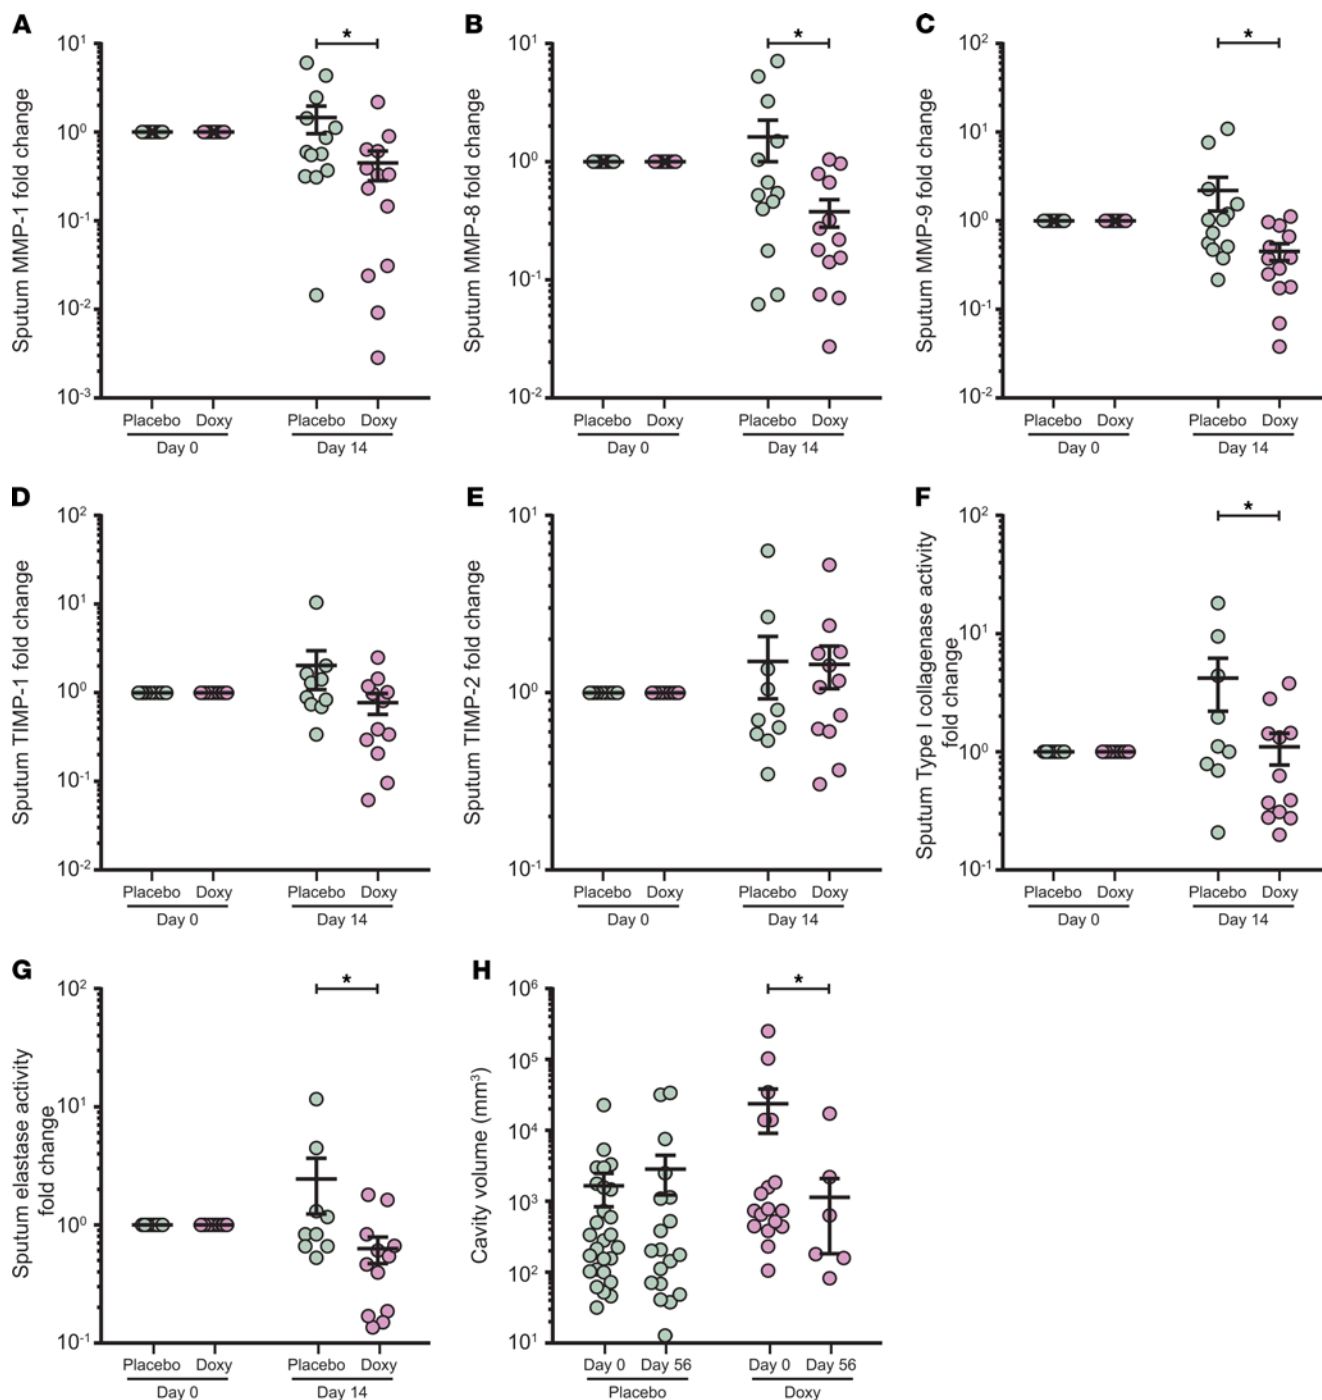 A
Sputum MMP-1 fold change
10¹
10⁰
10⁻¹
10⁻²
10⁻³
*
Placebo Doxy Placebo Doxy
Day 0 Day 14
B
Sputum MMP-8 fold change
10¹
10⁰
10⁻¹
10⁻²
*
Placebo Doxy Placebo Doxy
Day 0 Day 14
C
Sputum MMP-9 fold change
10²
10¹
10⁰
10⁻¹
10⁻²
*
Placebo Doxy Placebo Doxy
Day 0 Day 14
D
Sputum TIMP-1 fold change
10²
10¹
10⁰
10⁻¹
10⁻²
Placebo Doxy Placebo Doxy
Day 0 Day 14
E
Sputum TIMP-2 fold change
10¹
10⁰
10⁻¹
Placebo Doxy Placebo Doxy
Day 0 Day 14
F
Sputum Type I collagenase activity
fold change
10²
10¹
10⁰
10⁻¹
*
Placebo Doxy Placebo Doxy
Day 0 Day 14
G
Sputum elastase activity
fold change
10²
10¹
10⁰
10⁻¹
*
Placebo Doxy Placebo Doxy
Day 0 Day 14
H
Cavity volume (mm³)
10⁶
10⁵
10⁴
10³
10²
10¹
*
Day 0 Day 56 Day 0 Day 56
Placebo Doxy